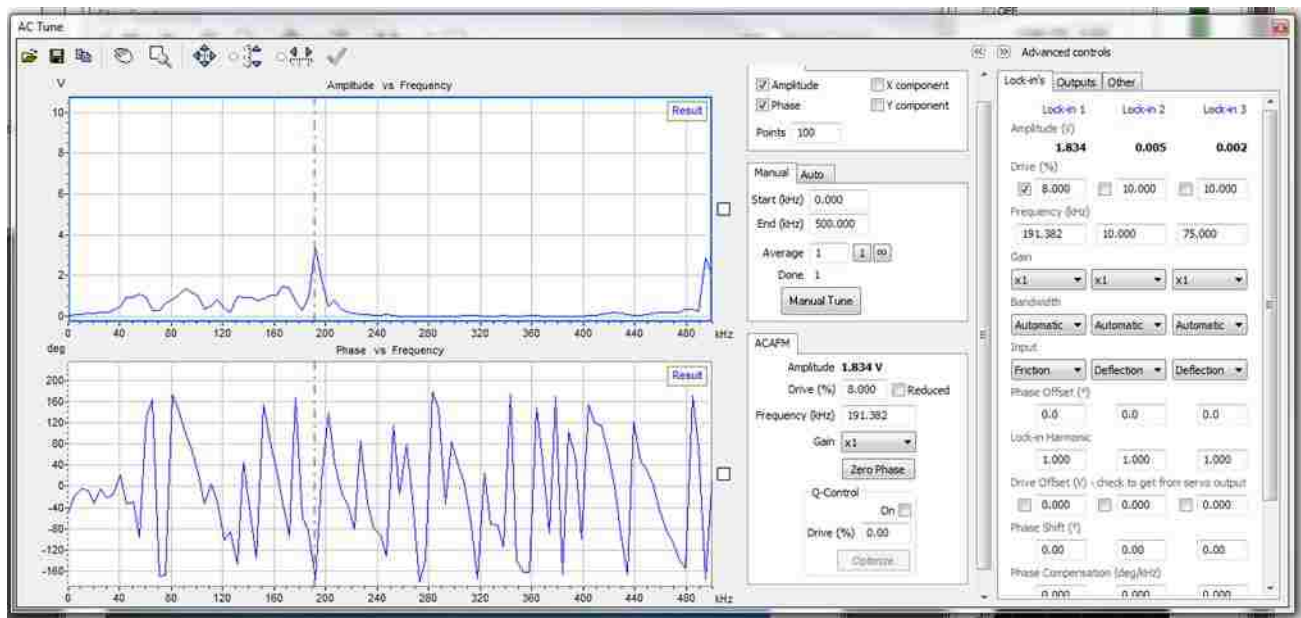 OFF
AC Tune
Advanced controls
V
Amplitude vs Frequency
Result
10
8
6
4
2
0
0 40 80 120 160 200 240 280 320 360 400 440 480 kHz
deg
Phase vs Frequency
Result
200
160
120
80
40
0
-40
-80
-120
-160
0 40 80 120 160 200 240 280 320 360 400 440 480 kHz
Amplitude X component
Phase Y component
Points 100
Manual Auto
Start (kHz) 0.000
End (kHz) 500.000
Average 1 1 ∞
Done 1
Manual Tune
ACAFM
Amplitude 1.834 V
Drive (%) 8.000 Reduced
Frequency (kHz) 191.382
Gain x1
Zero Phase
Q-Control
On
Drive (%) 0.00
Optimize
Lock-in's Outputs Other
Lock-in 1 Lock-in 2 Lock-in 3
Amplitude (V)
1.834 0.005 0.002
Drive (%)
8.000 10.000 10.000
Frequency (kHz)
191.382 10.000 75.000
Gain
x1 x1 x1
Bandwidth
Automatic Automatic Automatic
Input
Friction Deflection Deflection
Phase Offset (°)
0.0 0.0 0.0
Lock-in Harmonic
1.000 1.000 1.000
Drive Offset (V) - check to get from servo output
0.000 0.000 0.000
Phase Shift (°)
0.00 0.00 0.00
Phase Compensation (deg/kHz)
0.000 0.000 0.000